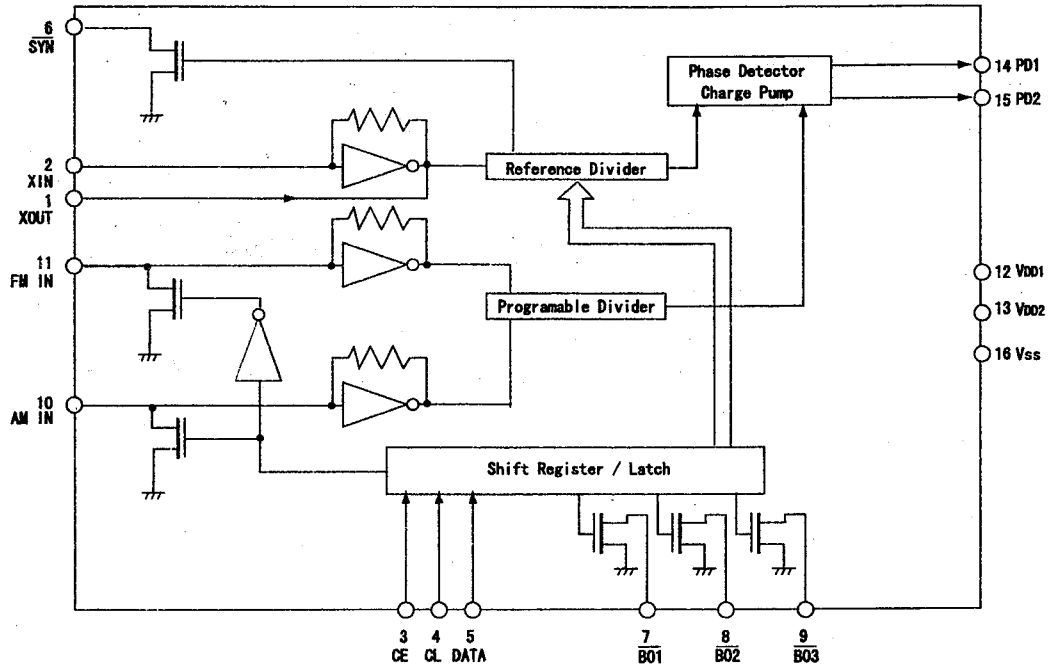 6
SYN
Phase Detector
Charge Pump
14 PD1
15 PD2
2
XIN
Reference Divider
1
XOUT
11
FM IN
12 VDD1
Programable Divider
13 VDD2
16 Vss
10
AM IN
Shift Register / Latch
3
CE
4
CL
5
DATA
7
BO1
8
BO2
9
BO3